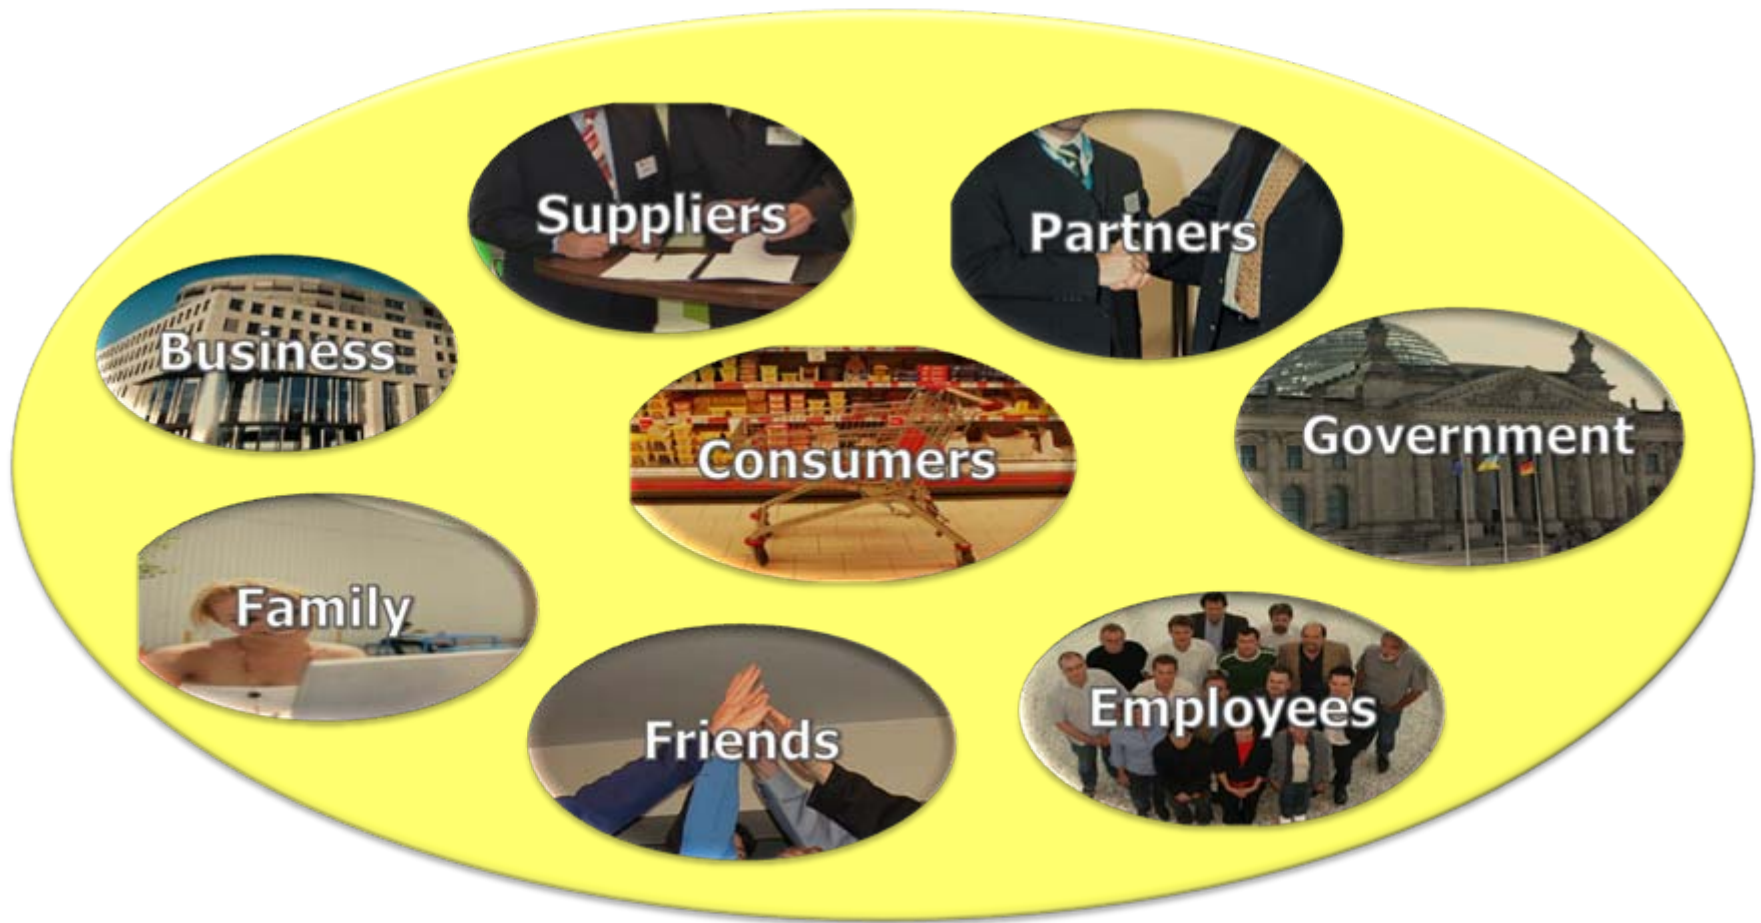 Suppliers
Partners
Business
Government
Consumers
Family
Employees
Friends